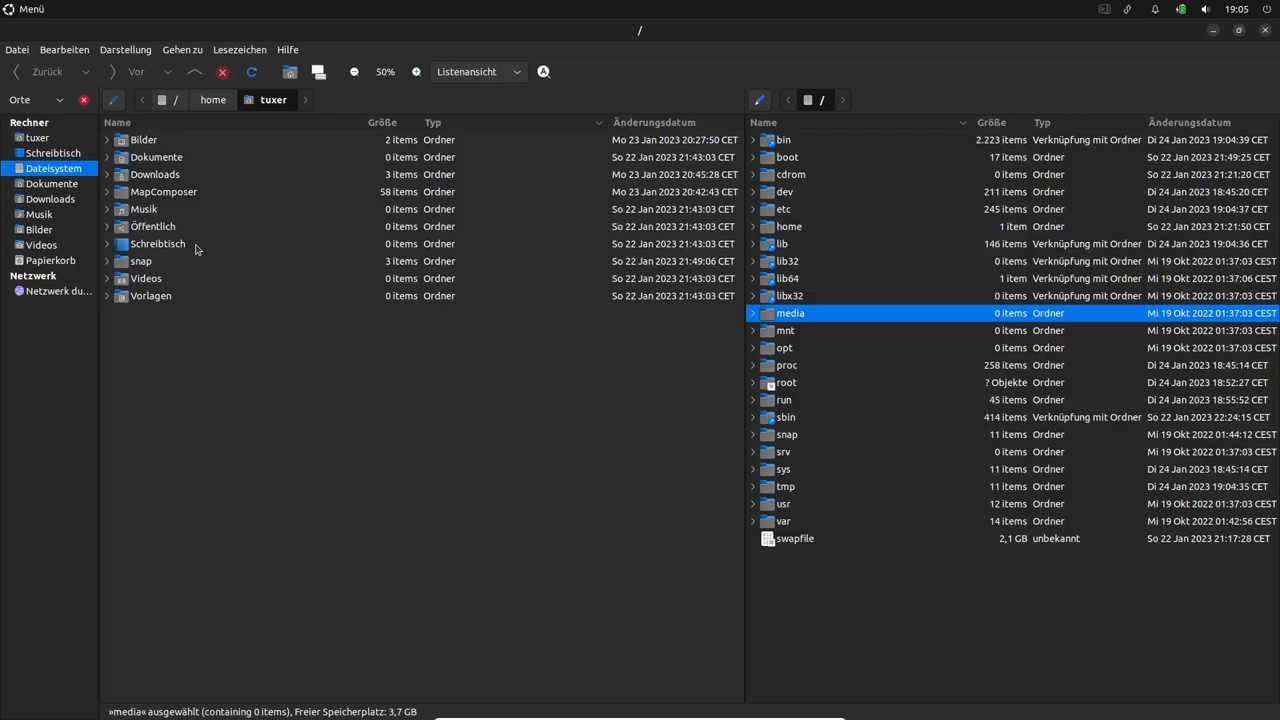 Menü 19:05
/
Datei Bearbeiten Darstellung Gehen zu Lesezeichen Hilfe
Zurück Vor 50% Listenansicht
Orte / home tuxer /
Rechner
tuxer
Schreibtisch
Dateisystem
Dokumente
Downloads
Musik
Bilder
Videos
Papierkorb
Netzwerk
Netzwerk du...
Name Größe Typ Änderungsdatum
Bilder 2 items Ordner Mo 23 Jan 2023 20:27:50 CET
Dokumente 0 items Ordner So 22 Jan 2023 21:43:03 CET
Downloads 3 items Ordner Mo 23 Jan 2023 20:45:28 CET
MapComposer 58 items Ordner Mo 23 Jan 2023 20:42:43 CET
Musik 0 items Ordner So 22 Jan 2023 21:43:03 CET
Öffentlich 0 items Ordner So 22 Jan 2023 21:43:03 CET
Schreibtisch 0 items Ordner So 22 Jan 2023 21:43:03 CET
snap 3 items Ordner So 22 Jan 2023 21:49:06 CET
Videos 0 items Ordner So 22 Jan 2023 21:43:03 CET
Vorlagen 0 items Ordner So 22 Jan 2023 21:43:03 CET
Name Größe Typ Änderungsdatum
bin 2.223 items Verknüpfung mit Ordner Di 24 Jan 2023 19:04:39 CET
boot 17 items Ordner So 22 Jan 2023 21:49:25 CET
cdrom 0 items Ordner So 22 Jan 2023 21:21:20 CET
dev 211 items Ordner Di 24 Jan 2023 18:45:20 CET
etc 245 items Ordner Di 24 Jan 2023 19:04:03 CET
home 1 item Ordner So 22 Jan 2023 21:21:50 CET
lib 146 items Verknüpfung mit Ordner Di 24 Jan 2023 19:04:36 CET
lib32 0 items Verknüpfung mit Ordner Mi 19 Okt 2022 01:37:03 CEST
lib64 1 item Verknüpfung mit Ordner Mi 19 Okt 2022 01:37:06 CEST
libx32 0 items Verknüpfung mit Ordner Mi 19 Okt 2022 01:37:03 CEST
media 0 items Ordner Mi 19 Okt 2022 01:37:03 CEST
mnt 0 items Ordner Mi 19 Okt 2022 01:37:03 CEST
opt 0 items Ordner Mi 19 Okt 2022 01:37:03 CEST
proc 258 items Ordner Di 24 Jan 2023 18:45:14 CET
root ? Objekte Ordner Di 24 Jan 2023 18:52:27 CET
run 45 items Ordner Di 24 Jan 2023 18:55:52 CET
sbin 414 items Verknüpfung mit Ordner So 22 Jan 2023 22:24:15 CET
snap 11 items Ordner Mi 19 Okt 2022 01:44:12 CEST
srv 0 items Ordner Mi 19 Okt 2022 01:37:03 CEST
sys 11 items Ordner Di 24 Jan 2023 18:45:14 CET
tmp 11 items Ordner Di 24 Jan 2023 19:04:35 CET
usr 12 items Ordner Mi 19 Okt 2022 01:37:03 CEST
var 14 items Ordner Mi 19 Okt 2022 01:42:56 CEST
swapfile 2,1 GB unbekannt So 22 Jan 2023 21:17:28 CET
»media« ausgewählt (containing 0 items), Freier Speicherplatz: 3,7 GB